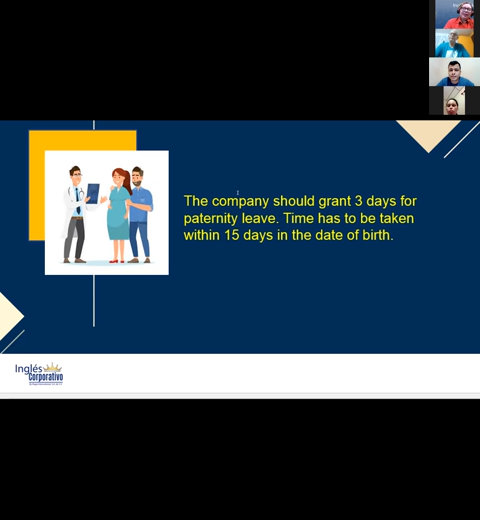 The company should grant 3 days for
paternity leave. Time has to be taken
within 15 days in the date of birth.
Inglés
Corporativo